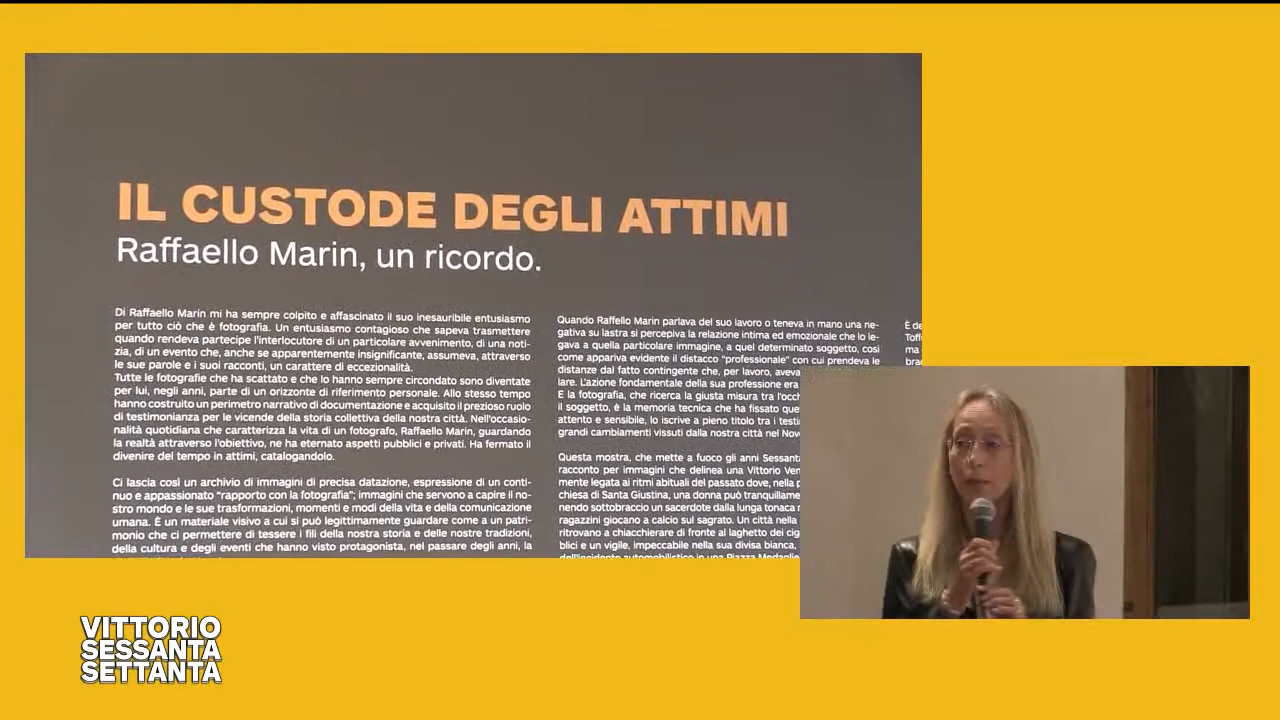 IL CUSTODE DEGLI ATTIMI
Raffaello Marin, un ricordo.
Di Raffaello Marin mi ha sempre colpito e affascinato il suo inesauribile entusiasmo
per tutto ciò che è fotografia. Un entusiasmo contagioso che sapeva trasmettere
quando rendeva partecipe l'interlocutore di un particolare avvenimento, di una noti-
zia, di un evento che, anche se apparentemente insignificante, assumeva, attraverso
le sue parole e i suoi racconti, un carattere di eccezionalità.
Tutte le fotografie che ha scattato e che lo hanno sempre circondato sono diventate
per lui, negli anni, parte di un orizzonte di riferimento personale. Allo stesso tempo
hanno costruito un perimetro narrativo di documentazione e acquisito il prezioso ruolo
di testimonianza per le vicende della storia collettiva della nostra città. Nell'occasio-
nalità quotidiana che caratterizza la vita di un fotografo, Raffaello Marin, guardando
la realtà attraverso l'obiettivo, ne ha eternato aspetti pubblici e privati. Ha fermato il
divenire del tempo in attimi, catalogandolo.
Ci lascia così un archivio di immagini di precisa datazione, espressione di un conti-
nuo e appassionato "rapporto con la fotografia"; immagini che servono a capire il no-
stro mondo e le sue trasformazioni, momenti e modi della vita e della comunicazione
umana. È un materiale visivo a cui si può legittimamente guardare come a un patri-
monio che ci permettere di tessere i fili della nostra storia e delle nostre tradizioni,
della cultura e degli eventi che hanno visto protagonista, nel passare degli anni, la
Quando Raffello Marin parlava del suo lavoro o teneva in mano una ne-
gativa su lastra si percepiva la relazione intima ed emozionale che lo le-
gava a quella particolare immagine, a quel determinato soggetto, così
come appariva evidente il distacco "professionale" con cui prendeva le
distanze dal fatto contingente che, per lavoro, aveva
lare. L'azione fondamentale della sua professione era
E la fotografia, che ricerca la giusta misura tra l'occh
il soggetto, è la memoria tecnica che ha fissato que
attento e sensibile, lo iscrive a pieno titolo tra i testi
grandi cambiamenti vissuti dalla nostra città nel Nov
Questa mostra, che mette a fuoco gli anni Sessant
racconto per immagini che delinea una Vittorio Ven
mente legata ai ritmi abituali del passato dove, nella p
chiesa di Santa Giustina, una donna può tranquillame
nendo sottobraccio un sacerdote dalla lunga tonaca
ragazzini giocano a calcio sul sagrato. Un città nella
ritrovano a chiacchierare di fronte al laghetto dei cig
blici e un vigile, impeccabile nella sua divisa bianca,
dell'incidente automobilistico in una Piazza Medaglie
È de
Toff
ma
brac
VITTORIO
SESSANTA
SETTANTA